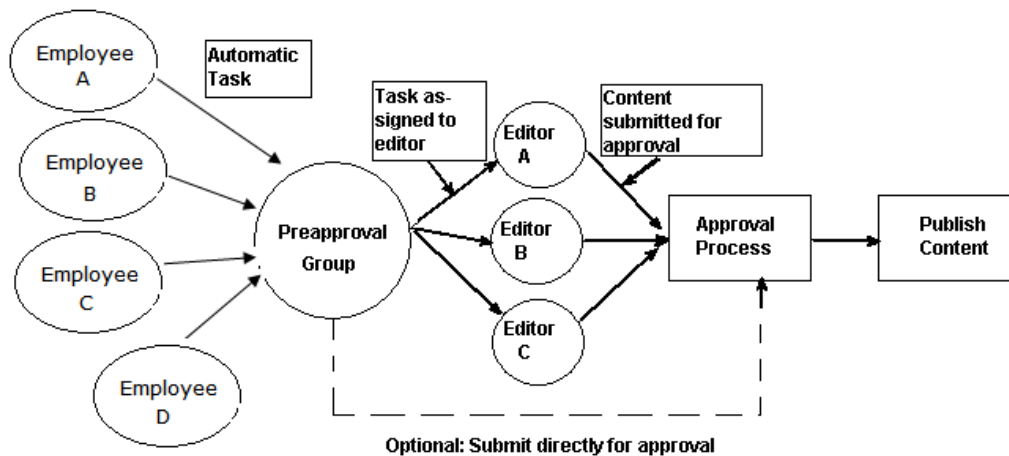 Employee
A
Automatic
Task
Employee
B
Employee
C
Employee
D
Preapproval
Group
Task as-
signed to
editor
Editor
A
Editor
B
Editor
C
Content
submitted for
approval
Approval
Process
Publish
Content
Optional: Submit directly for approval